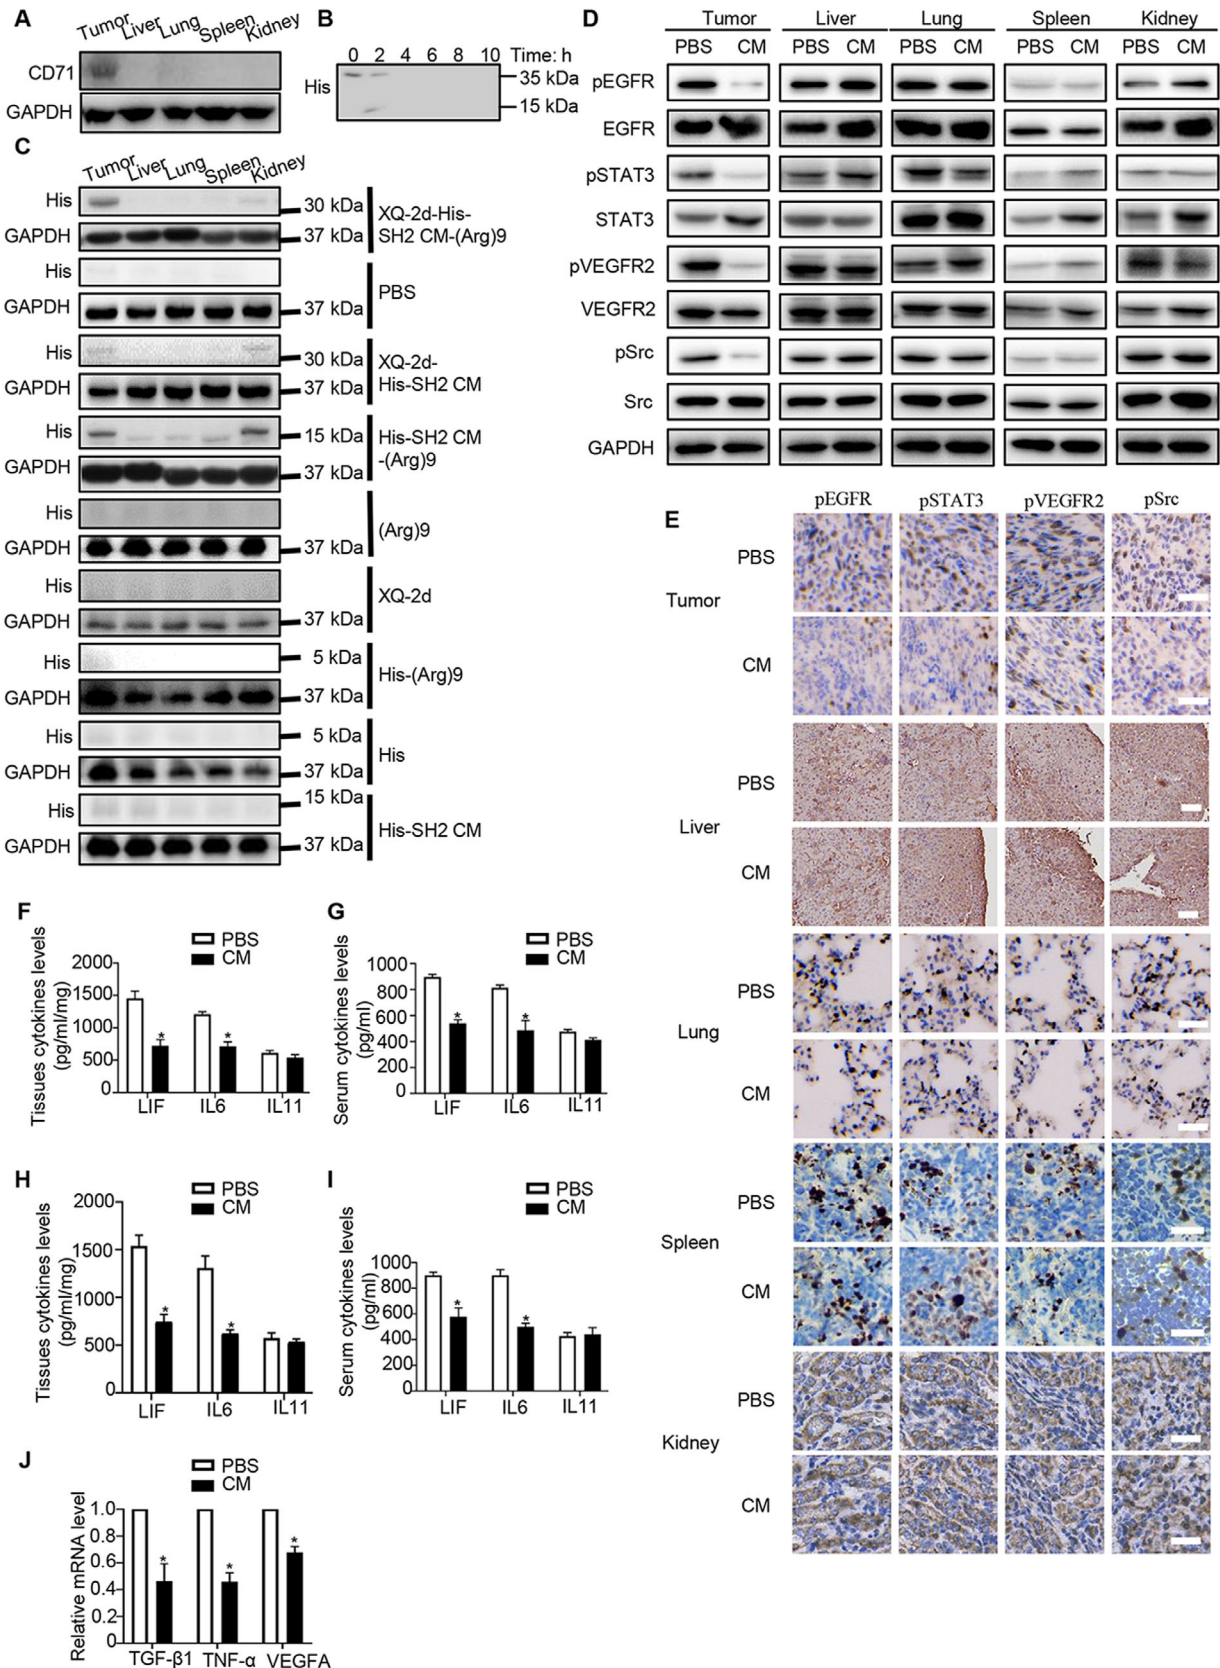 A
Tumor Liver Lung Spleen Kidney
CD71
GAPDH
B
0 2 4 6 8 10 Time: h
His
35 kDa
15 kDa
C
Tumor Liver Lung Spleen Kidney
His 30 kDa
GAPDH 37 kDa
XQ-2d-His-
SH2 CM-(Arg)9
His
GAPDH 37 kDa
PBS
His 30 kDa
GAPDH 37 kDa
XQ-2d-
His-SH2 CM
His 15 kDa
GAPDH 37 kDa
His-SH2 CM
-(Arg)9
His
GAPDH 37 kDa
(Arg)9
His
GAPDH 37 kDa
XQ-2d
His 5 kDa
GAPDH 37 kDa
His-(Arg)9
His 5 kDa
GAPDH 37 kDa
His
His 15 kDa
GAPDH 37 kDa
His-SH2 CM
D
Tumor Liver Lung Spleen Kidney
PBS CM PBS CM PBS CM PBS CM PBS CM
pEGFR
EGFR
pSTAT3
STAT3
pVEGFR2
VEGFR2
pSrc
Src
GAPDH
E
pEGFR pSTAT3 pVEGFR2 pSrc
PBS
Tumor
CM
PBS
Liver
CM
PBS
Lung
CM
PBS
Spleen
CM
PBS
Kidney
CM
F
PBS
CM
Tissues cytokines levels
(pg/ml/mg)
2000
1500
1000
500
0
LIF IL6 IL11
G
PBS
CM
Serum cytokines levels
(pg/ml)
1000
800
600
400
200
0
* *
LIF IL6 IL11
H
PBS
CM
Tissues cytokines levels
(pg/ml/mg)
2000
1500
1000
500
0
* *
LIF IL6 IL11
I
PBS
CM
Serum cytokines levels
(pg/ml)
1000
800
600
400
200
0
* *
LIF IL6 IL11
J
PBS
CM
Relative mRNA level
1.0
0.8
0.6
0.4
0.2
0
* * *
TGF-β1 TNF-α VEGFA